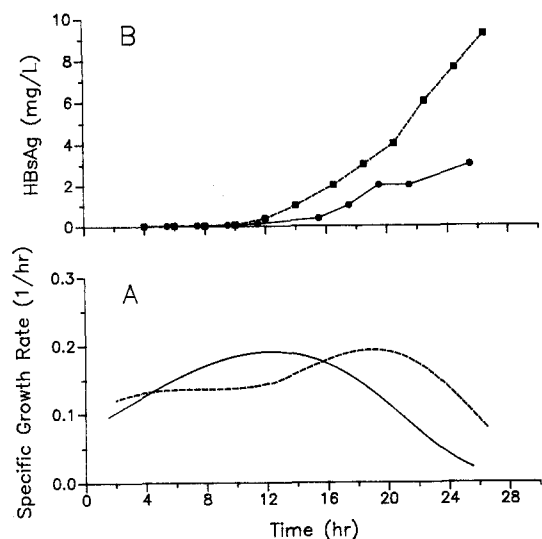 B
10
8
6
4
2
0
HBsAg (mg/L)
A
0.3
0.2
0.1
0.0
Specific Growth Rate (1/hr)
0 4 8 12 16 20 24 28
Time (hr)